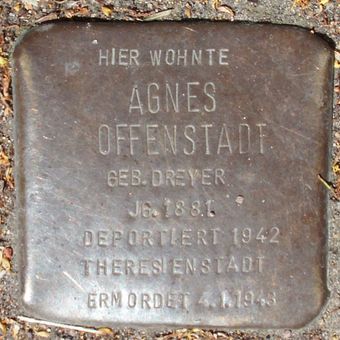 HIER WOHNTE
AGNES
OFFENSTADT
GEB. DREYER
JG. 1881
DEPORTIERT 1942
THERESIENSTADT
ERMORDET 4.1.1943